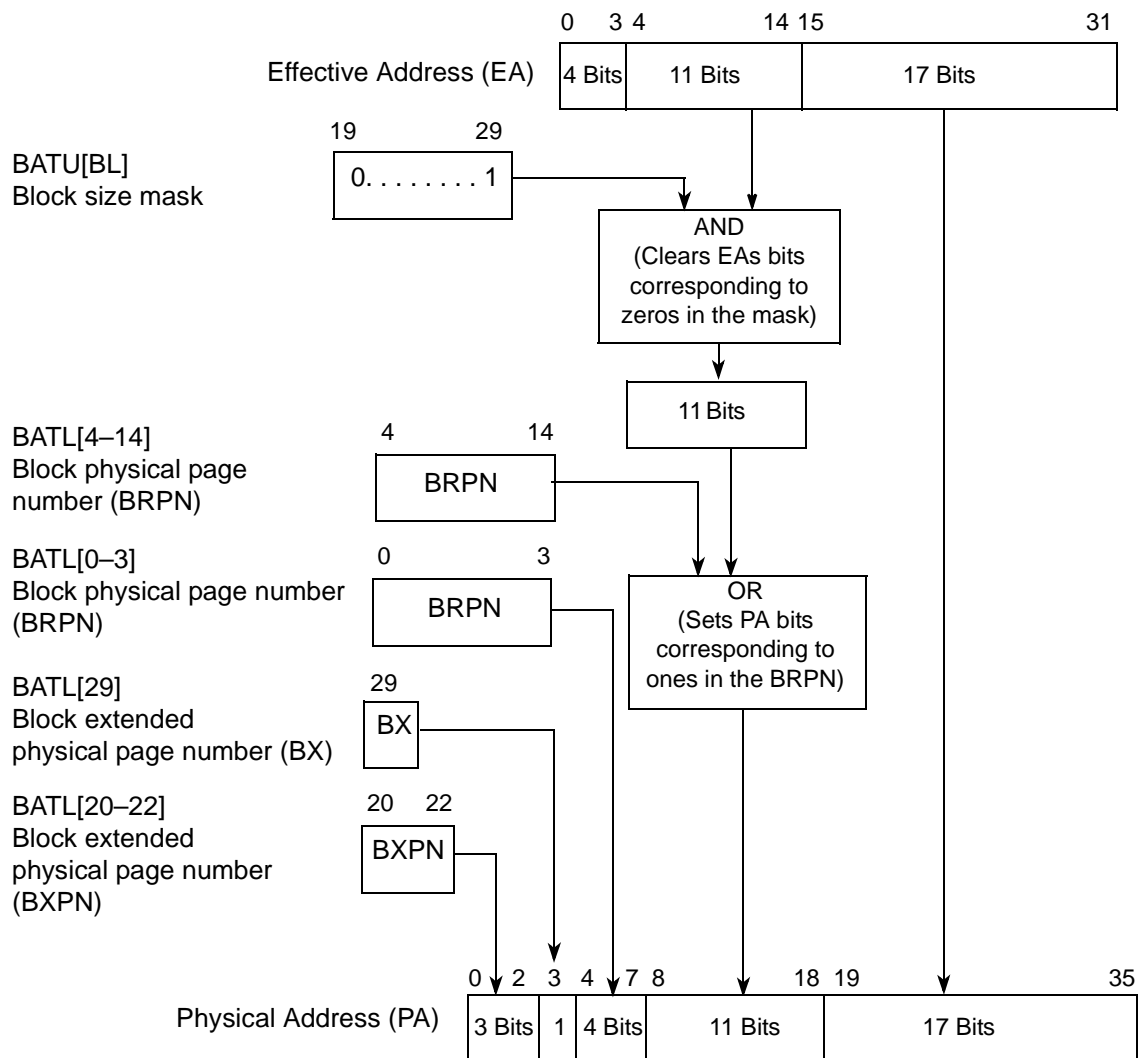 0 3 4 14 15 31
Effective Address (EA)
4 Bits 11 Bits 17 Bits
19 29
BATU[BL]
Block size mask
0. . . . . . . . 1
AND
(Clears EAs bits
corresponding to
zeros in the mask)
11 Bits
BATL[4–14]
Block physical page
number (BRPN)
4 14
BRPN
BATL[0–3]
Block physical page number
(BRPN)
0 3
BRPN
OR
(Sets PA bits
corresponding to
ones in the BRPN)
BATL[29]
Block extended
physical page number (BX)
29
BX
BATL[20–22]
Block extended
physical page number
(BXPN)
20 22
BXPN
0 2 3 4 7 8 18 19 35
Physical Address (PA)
3 Bits 1 4 Bits 11 Bits 17 Bits